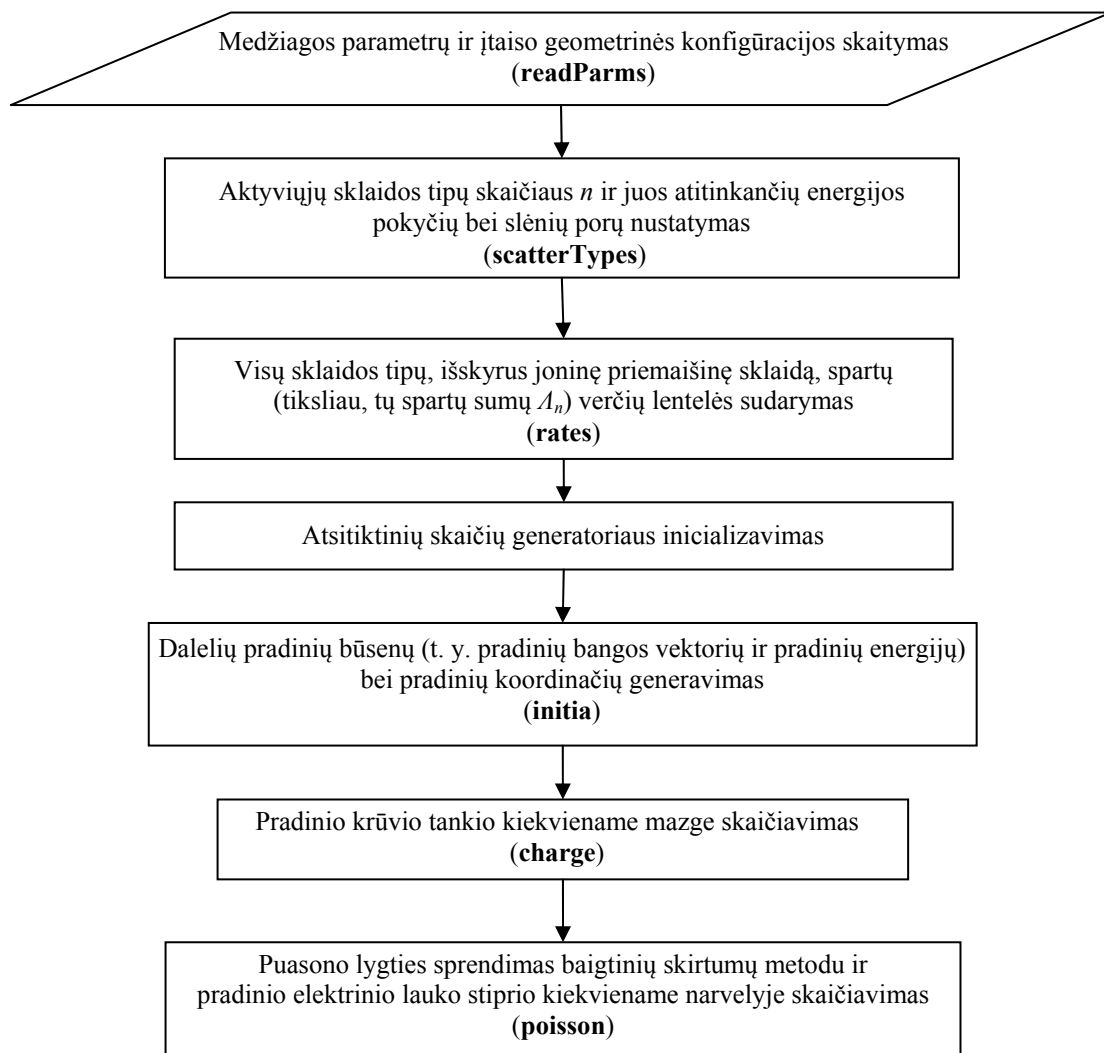 Medžiagos parametrų ir įtaiso geometrinės konfigūracijos skaitymas
(readParms)
Aktyviųjų sklaidos tipų skaičiaus n ir juos atitinkančių energijos
pokyčių bei slėnių porų nustatymas
(scatterTypes)
Visų sklaidos tipų, išskyrus joninę priemaišinę sklaidą, spartų
(tiksliau, tų spartų sumų Λₙ) verčių lentelės sudarymas
(rates)
Atsitiktinių skaičių generatoriaus inicializavimas
Dalelių pradinių būsenų (t. y. pradinių bangos vektorių ir pradinių energijų)
bei pradinių koordinačių generavimas
(initia)
Pradinio krūvio tankio kiekviename mazge skaičiavimas
(charge)
Puasono lygties sprendimas baigtinių skirtumų metodu ir
pradinio elektrinio lauko stiprio kiekviename narvelyje skaičiavimas
(poisson)